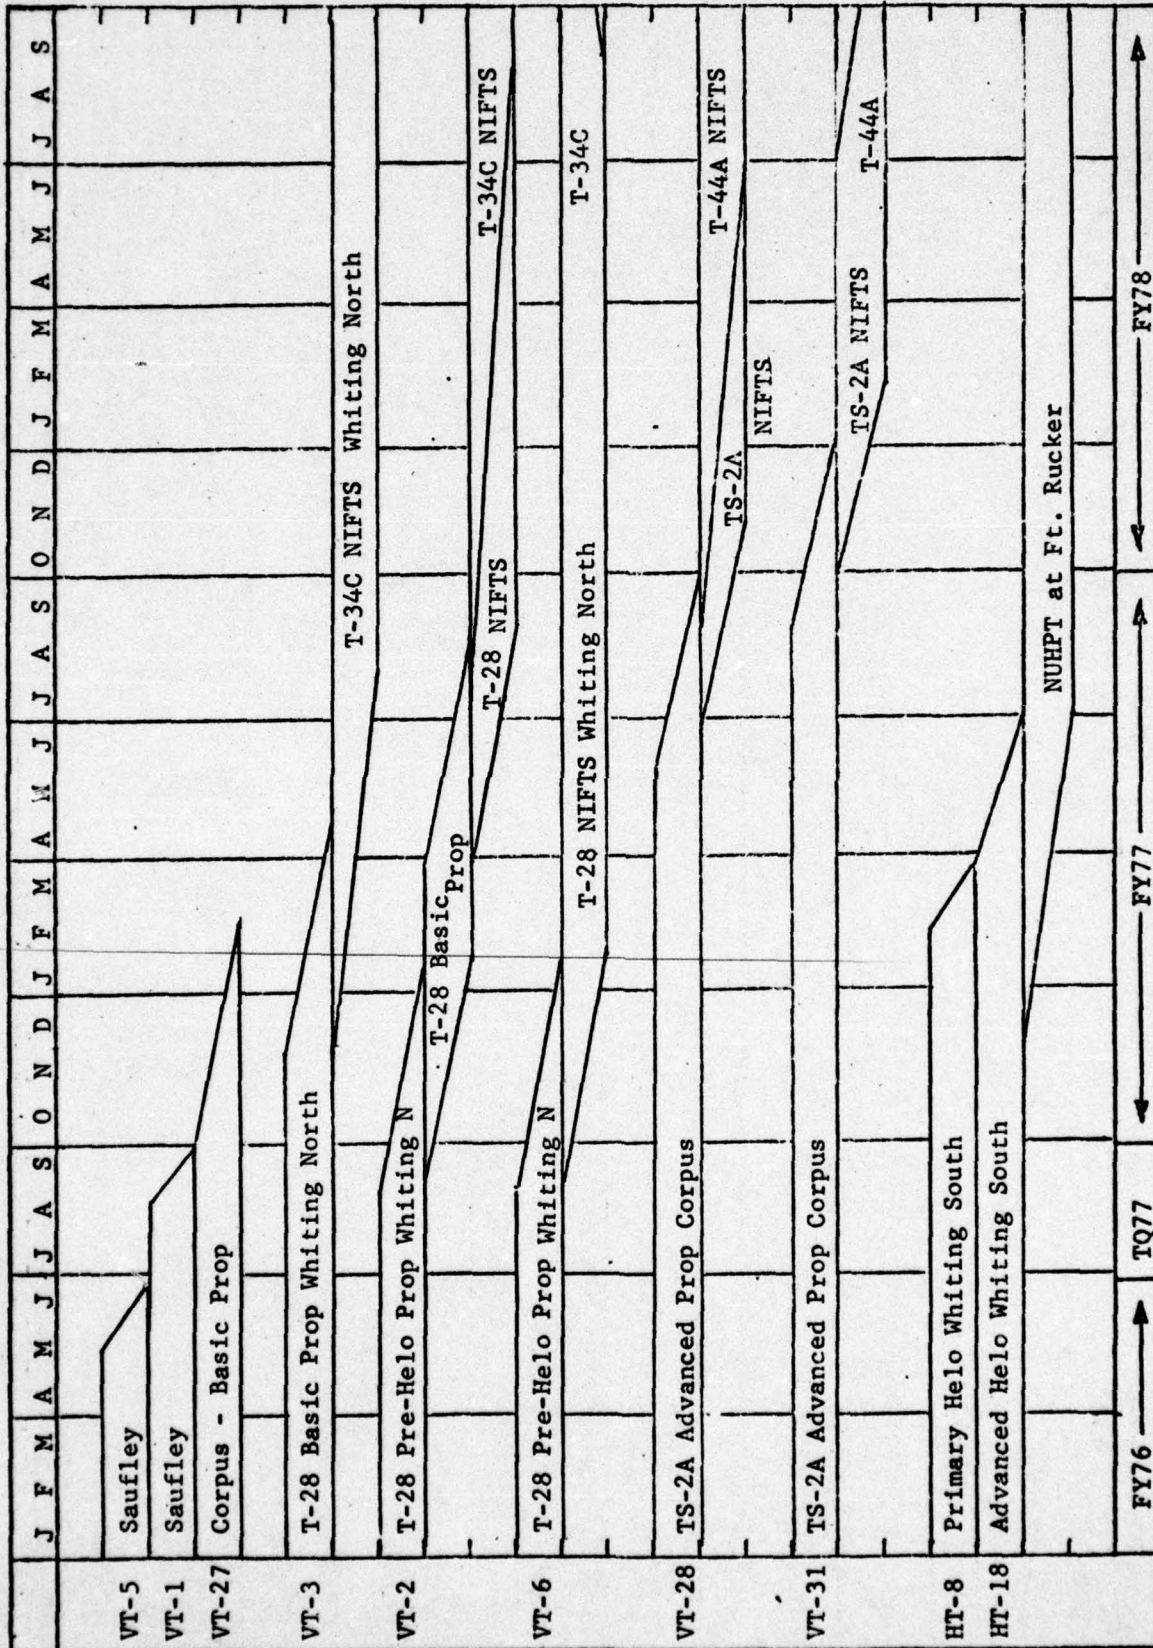 J F M A M J J A S O N D J F M A M J J A S O N D J F M A M J J A S
VT-5 Saufley
VT-1 Saufley
VT-27 Corpus - Basic Prop
VT-3 T-28 Basic Prop Whiting North
T-34C NIFTS Whiting North
VT-2 T-28 Pre-Helo Prop Whiting N
T-28 Basic Prop
T-28 NIFTS
T-34C NIFTS
VT-6 T-28 Pre-Helo Prop Whiting N
T-28 NIFTS Whiting North
T-34C
VT-28 TS-2A Advanced Prop Corpus
TS-2A NIFTS
T-44A NIFTS
VT-31 TS-2A Advanced Prop Corpus
TS-2A NIFTS
T-44A
HT-8 Primary Helo Whiting South
HT-18 Advanced Helo Whiting South
NUHPT at Ft. Rucker
FY76 TQ77 FY77 FY78